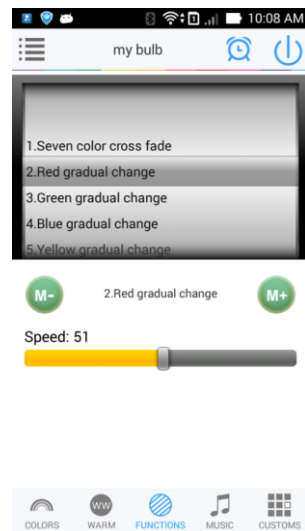 10:08 AM
my bulb
1.Seven color cross fade
2.Red gradual change
3.Green gradual change
4.Blue gradual change
5.Yellow gradual change
M- 2.Red gradual change M+
Speed: 51
WW
COLORS WARM FUNCTIONS MUSIC CUSTOMS